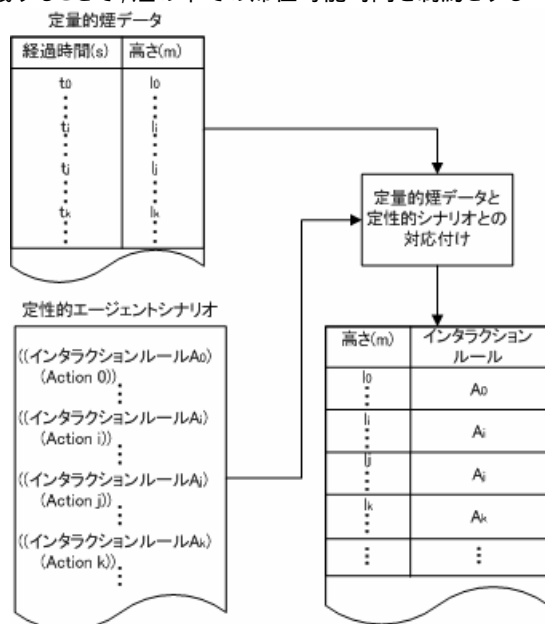 定量的煙データ
経過時間(s) 高さ(m)
t0 l0
ti li
tj lj
tk lk
定量的煙データと
定性的シナリオとの
対応付け
定性的エージェントシナリオ
((インタラクションルールA0)
(Action 0))
((インタラクションルールAi)
(Action i))
((インタラクションルールAj)
(Action j))
((インタラクションルールAk)
(Action k))
高さ(m) インタラクション
ルール
l0 A0
li Ai
lj Aj
lk Ak